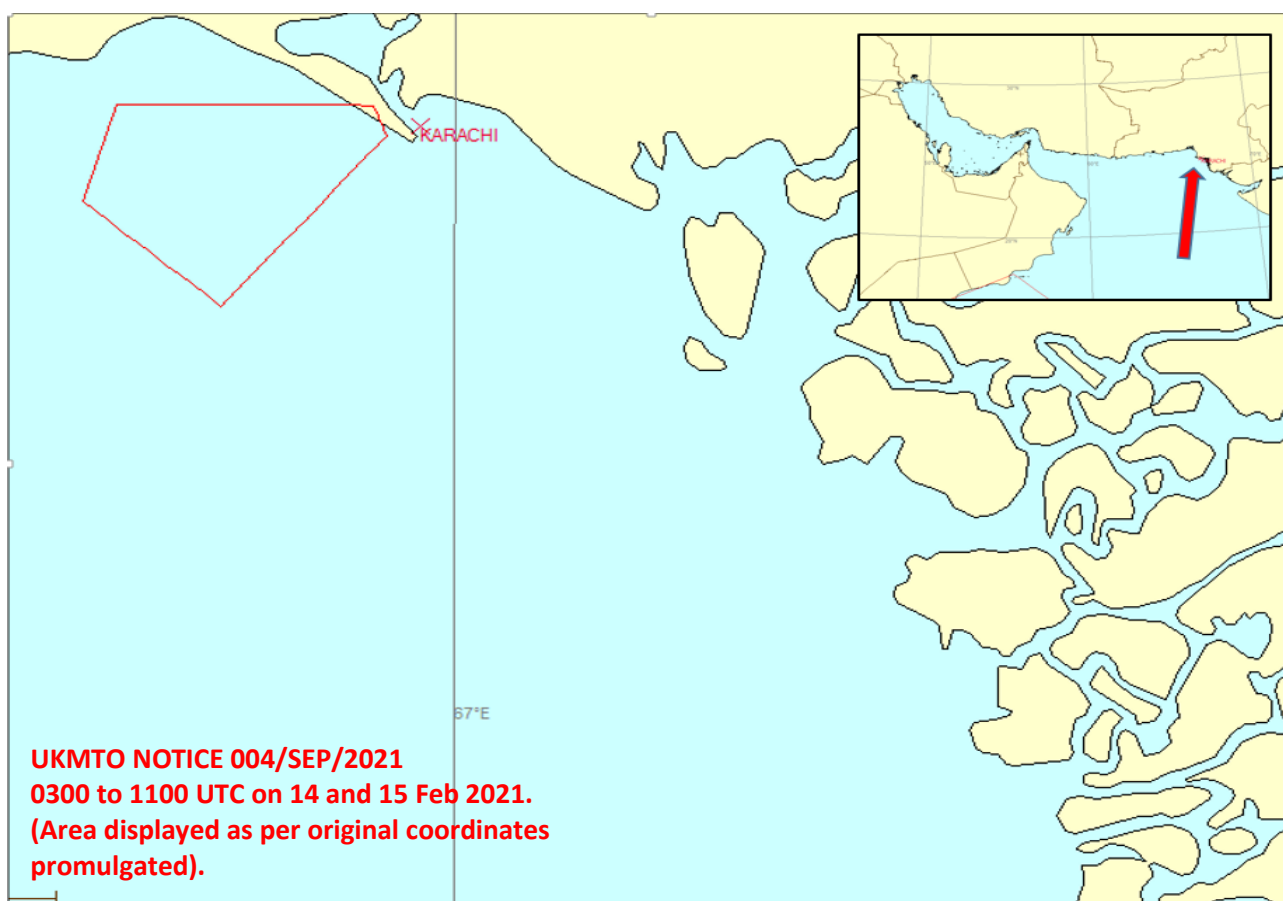 KARACHI
67°E
UKMTO NOTICE 004/SEP/2021
0300 to 1100 UTC on 14 and 15 Feb 2021.
(Area displayed as per original coordinates
promulgated).